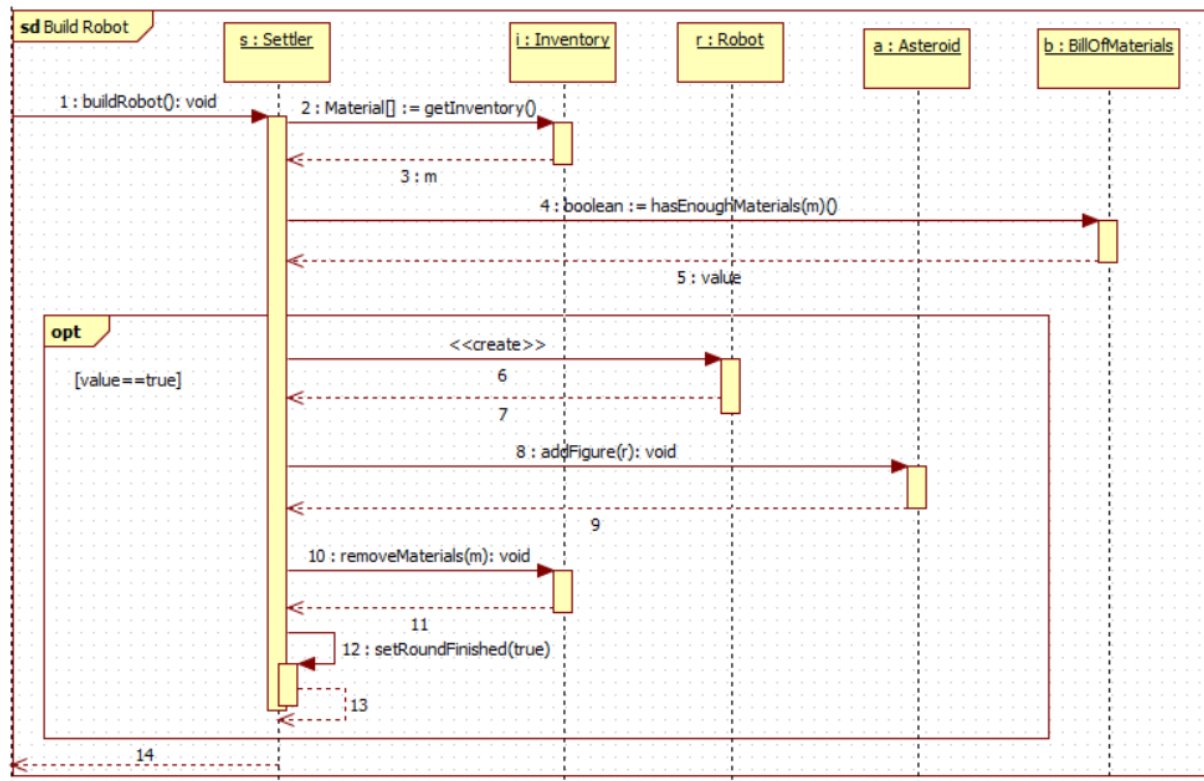 sd Build Robot
s : Settler
i : Inventory
r : Robot
a : Asteroid
b : BillOfMaterials
1 : buildRobot(): void
2 : Material[] := getInventory()
3 : m
4 : boolean := hasEnoughMaterials(m)()
5 : value
opt
[value==true]
<<create>>
6
7
8 : addFigure(r): void
9
10 : removeMaterials(m): void
11
12 : setRoundFinished(true)
13
14